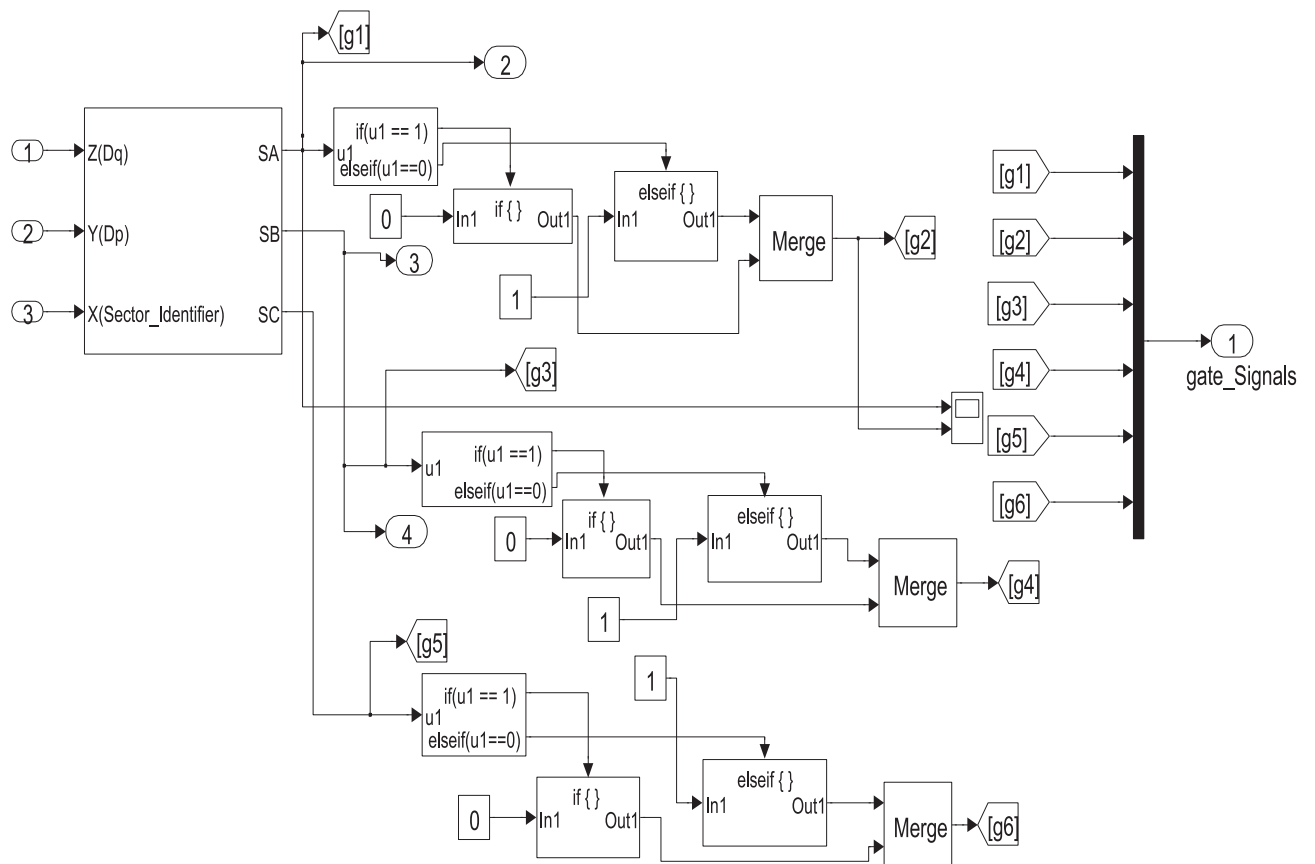 [g1]
2
1
Z(Dq)
SA
2
Y(Dp)
SB
3
X(Sector_Identifier)
SC
if(u1 == 1)
u1
elseif(u1==0)
0
In1
if { }
Out1
elseif { }
In1
Out1
1
Merge
[g2]
3
[g3]
u1
if(u1 ==1)
elseif(u1==0)
4
0
if { }
In1
Out1
elseif { }
In1
Out1
1
Merge
[g4]
[g5]
1
if(u1 == 1)
u1
elseif(u1==0)
0
if { }
In1
Out1
elseif { }
In1
Out1
Merge
[g6]
[g1]
[g2]
[g3]
[g4]
[g5]
[g6]
1
gate_Signals